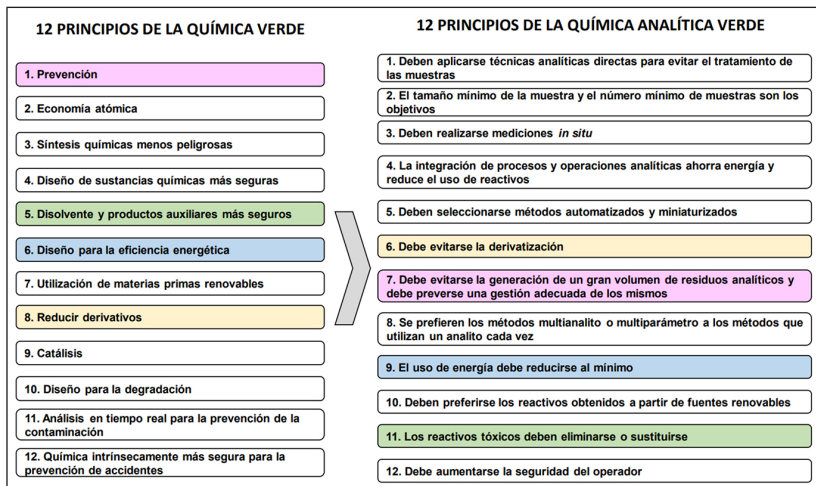 12 PRINCIPIOS DE LA QUÍMICA VERDE
1. Prevención
2. Economía atómica
3. Síntesis químicas menos peligrosas
4. Diseño de sustancias químicas más seguras
5. Disolvente y productos auxiliares más seguros
6. Diseño para la eficiencia energética
7. Utilización de materias primas renovables
8. Reducir derivativos
9. Catálisis
10. Diseño para la degradación
11. Análisis en tiempo real para la prevención de la
contaminación
12. Química intrínsecamente más segura para la
prevención de accidentes
12 PRINCIPIOS DE LA QUÍMICA ANALÍTICA VERDE
1. Deben aplicarse técnicas analíticas directas para evitar el tratamiento de
las muestras
2. El tamaño mínimo de la muestra y el número mínimo de muestras son los
objetivos
3. Deben realizarse mediciones in situ
4. La integración de procesos y operaciones analíticas ahorra energía y
reduce el uso de reactivos
5. Deben seleccionarse métodos automatizados y miniaturizados
6. Debe evitarse la derivatización
7. Debe evitarse la generación de un gran volumen de residuos analíticos y
debe preverse una gestión adecuada de los mismos
8. Se prefieren los métodos multianalito o multiparámetro a los métodos que
utilizan un analito cada vez
9. El uso de energía debe reducirse al mínimo
10. Deben preferirse los reactivos obtenidos a partir de fuentes renovables
11. Los reactivos tóxicos deben eliminarse o sustituirse
12. Debe aumentarse la seguridad del operador